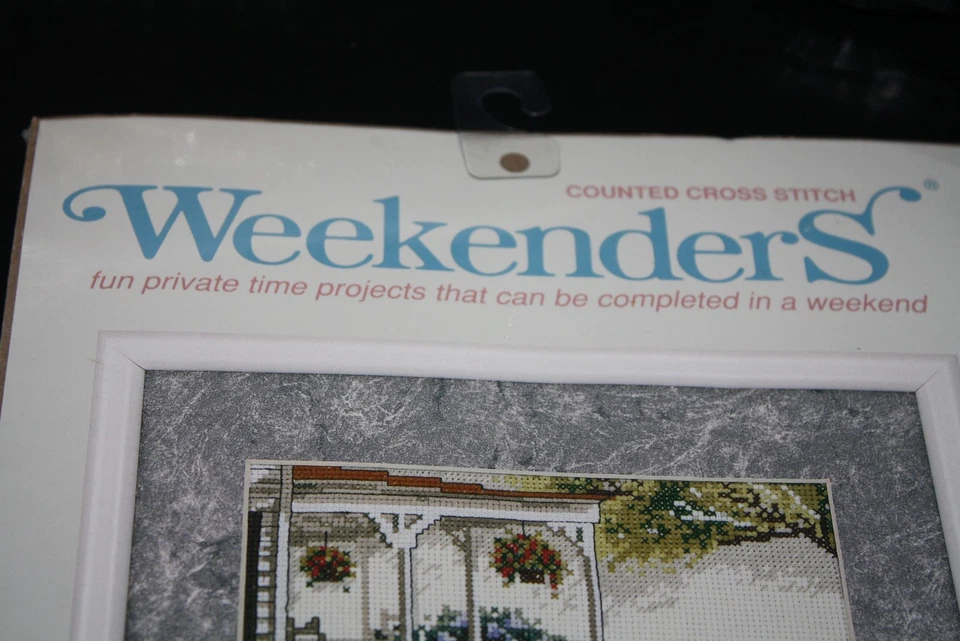 COUNTED CROSS STITCH
WeekenderS®
fun private time projects that can be completed in a weekend